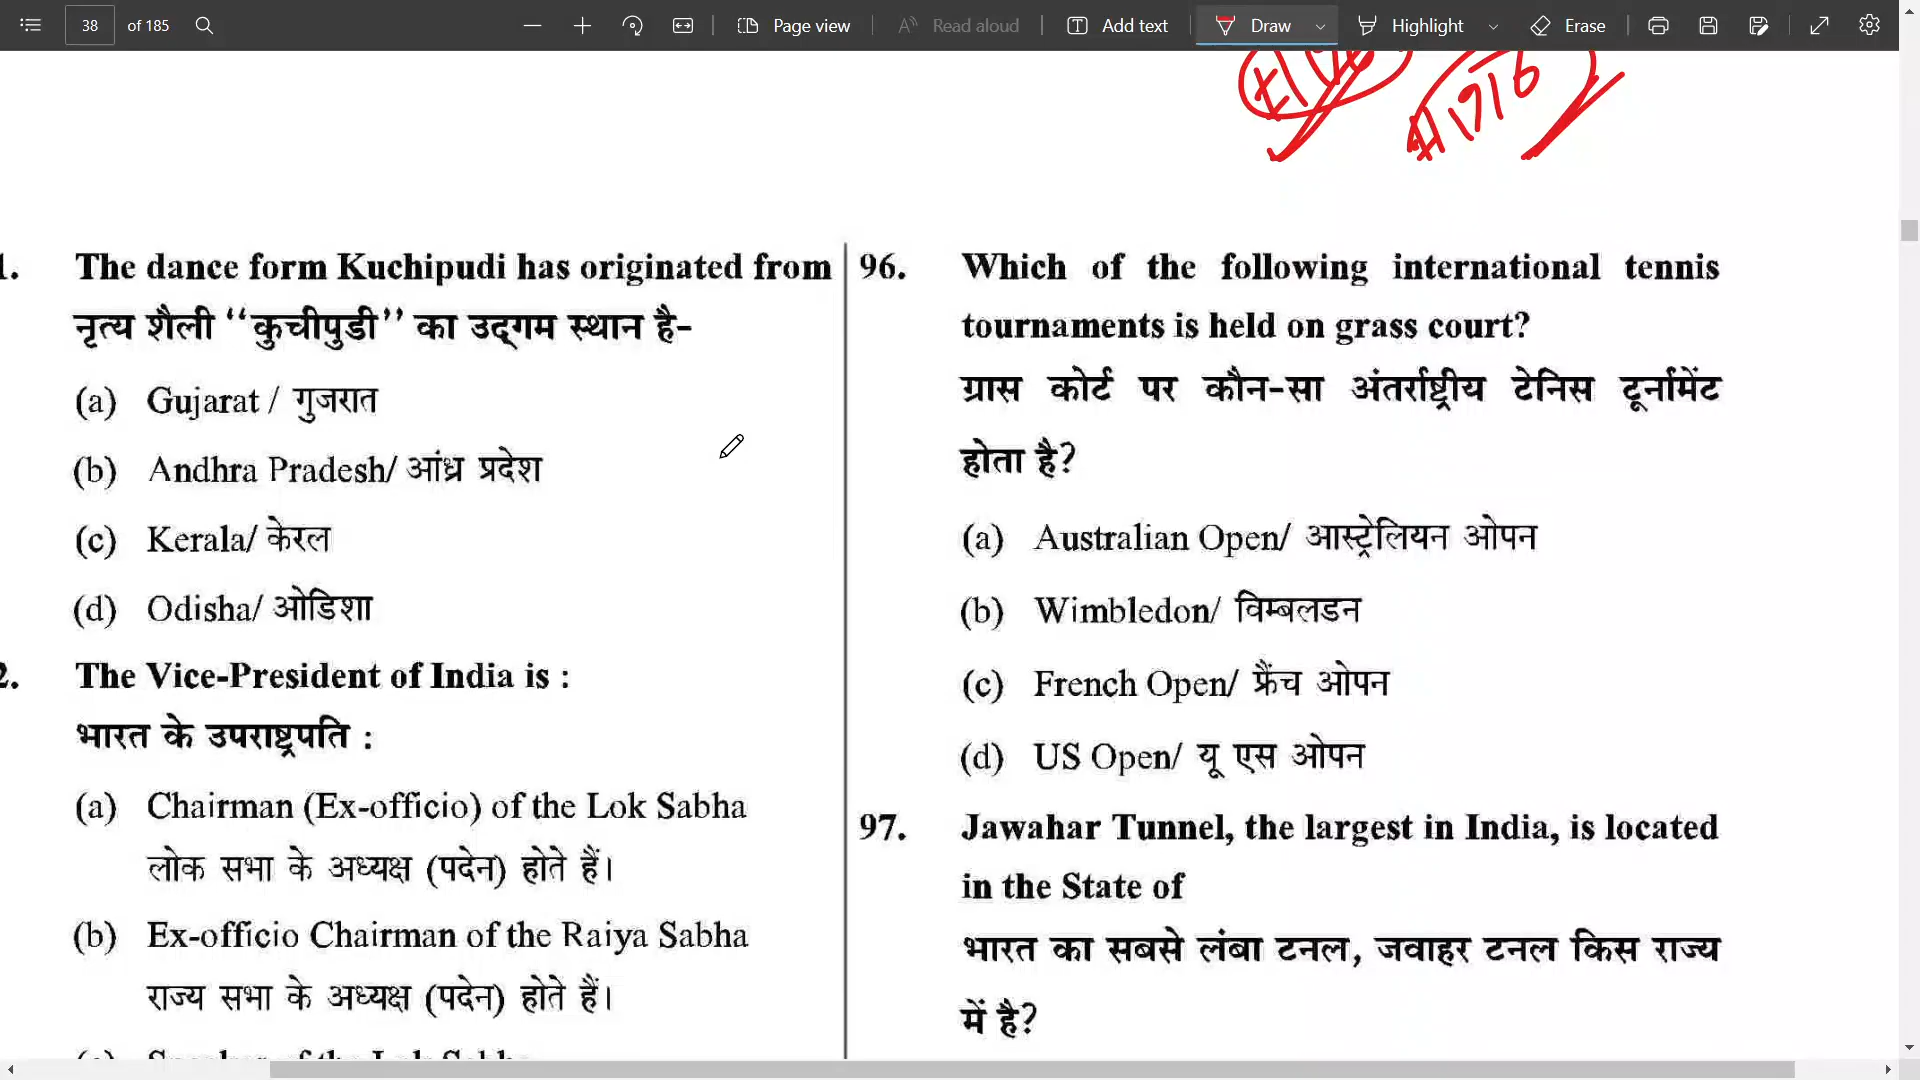 38 of 185 Page view Read aloud Add text Draw Highlight Erase
1916
1. The dance form Kuchipudi has originated from
नृत्य शैली ‘‘कुचीपुडी’’ का उद्गम स्थान है-
(a) Gujarat / गुजरात
(b) Andhra Pradesh/ आंध्र प्रदेश
(c) Kerala/ केरल
(d) Odisha/ ओडिशा
2. The Vice-President of India is :
भारत के उपराष्ट्रपति :
(a) Chairman (Ex-officio) of the Lok Sabha
लोक सभा के अध्यक्ष (पदेन) होते हैं।
(b) Ex-officio Chairman of the Raiya Sabha
राज्य सभा के अध्यक्ष (पदेन) होते हैं।
96. Which of the following international tennis
tournaments is held on grass court?
ग्रास कोर्ट पर कौन-सा अंतर्राष्ट्रीय टेनिस टूर्नामेंट
होता है?
(a) Australian Open/ आस्ट्रेलियन ओपन
(b) Wimbledon/ विम्बलडन
(c) French Open/ फ्रैंच ओपन
(d) US Open/ यू एस ओपन
97. Jawahar Tunnel, the largest in India, is located
in the State of
भारत का सबसे लंबा टनल, जवाहर टनल किस राज्य
में है?